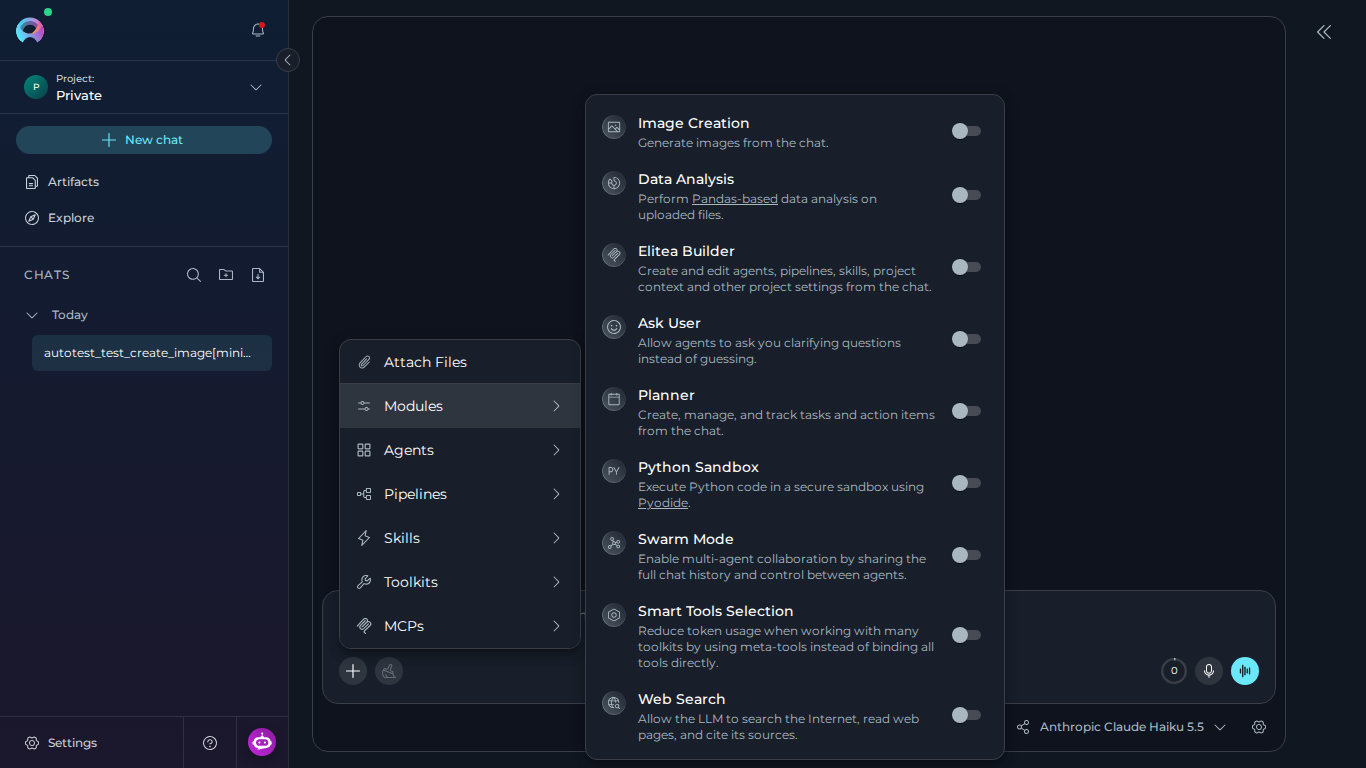 Project:
P
Private
New chat
Artifacts
Explore
CHATS
Today
autotest_test_create_image[mini...
Settings
Attach Files
Modules
Agents
Pipelines
Skills
Toolkits
MCPs
Image Creation
Generate images from the chat.
Data Analysis
Perform Pandas-based data analysis on
uploaded files.
Elitea Builder
Create and edit agents, pipelines, skills, project
context and other project settings from the chat.
Ask User
Allow agents to ask you clarifying questions
instead of guessing.
Planner
Create, manage, and track tasks and action items
from the chat.
PY
Python Sandbox
Execute Python code in a secure sandbox using
Pyodide.
Swarm Mode
Enable multi-agent collaboration by sharing the
full chat history and control between agents.
Smart Tools Selection
Reduce token usage when working with many
toolkits by using meta-tools instead of binding all
tools directly.
Web Search
Allow the LLM to search the Internet, read web
pages, and cite its sources.
0
Anthropic Claude Haiku 5.5